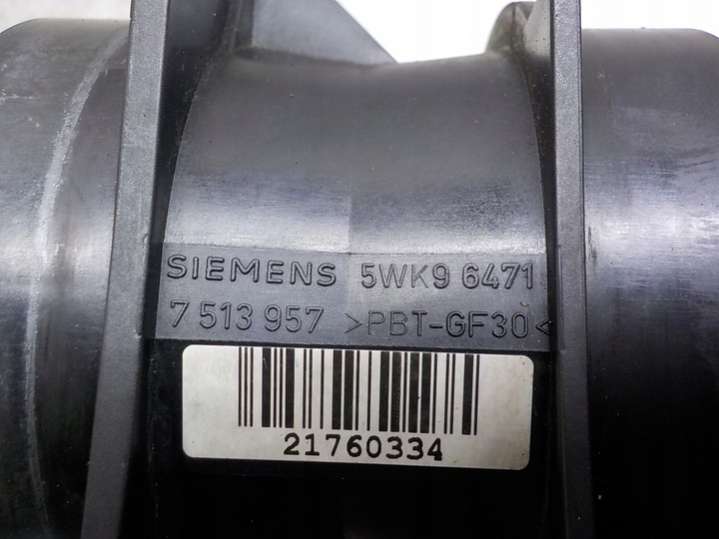 SIEMENS 5WK9 6471
7 513 957 >PBT-GF30<
21760334